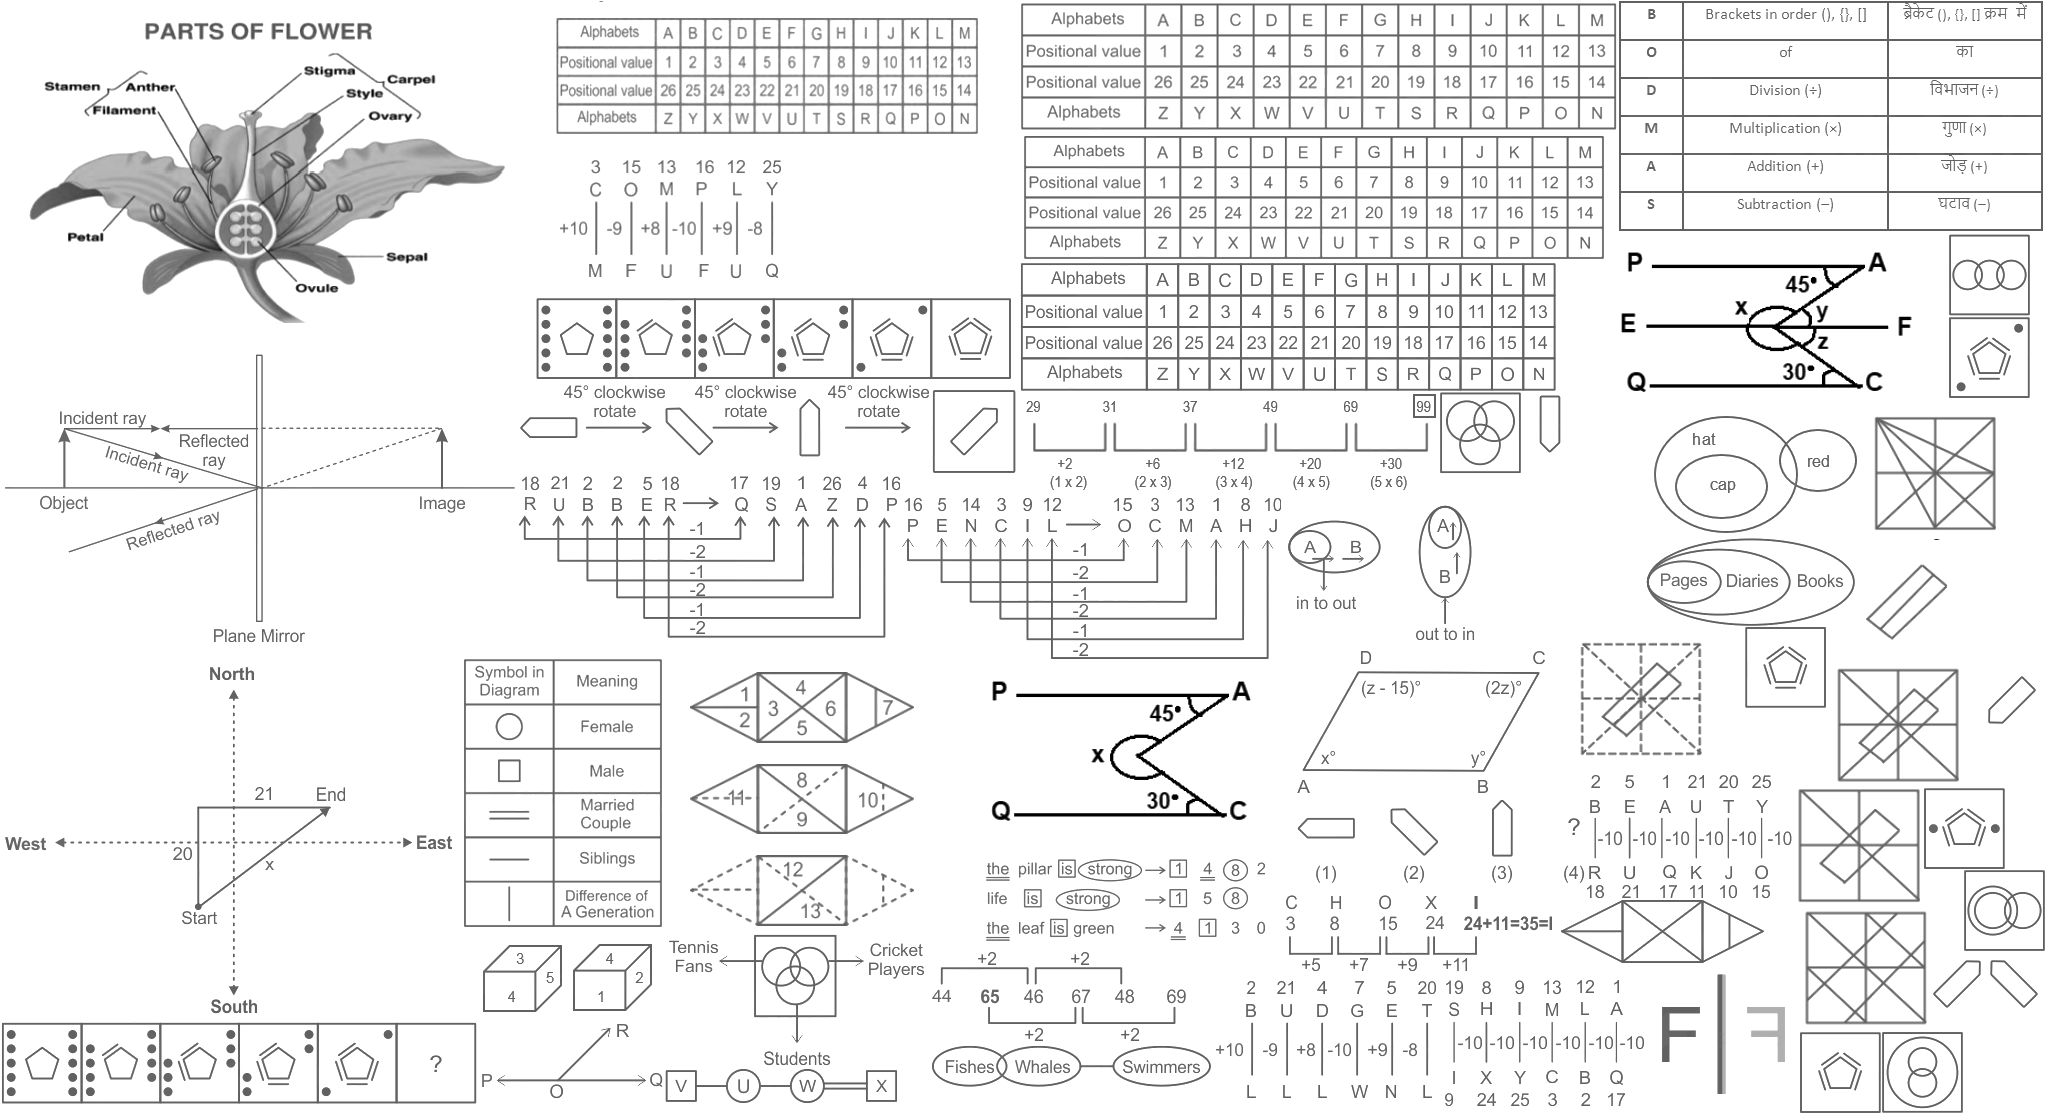 PARTS OF FLOWER
Stigma
Carpel
Stamen
Anther
Style
Filament
Ovary
Petal
Sepal
Ovule
Alphabets A B C D E F G H I J K L M
Positional value 1 2 3 4 5 6 7 8 9 10 11 12 13
Positional value 26 25 24 23 22 21 20 19 18 17 16 15 14
Alphabets Z Y X W V U T S R Q P O N
3 15 13 16 12 25
C O M P L Y
+10 -9 +8 -10 +9 -8
M F U F U Q
Alphabets A B C D E F G H I J K L M
Positional value 1 2 3 4 5 6 7 8 9 10 11 12 13
Positional value 26 25 24 23 22 21 20 19 18 17 16 15 14
Alphabets Z Y X W V U T S R Q P O N
Alphabets A B C D E F G H I J K L M
Positional value 1 2 3 4 5 6 7 8 9 10 11 12 13
Positional value 26 25 24 23 22 21 20 19 18 17 16 15 14
Alphabets Z Y X W V U T S R Q P O N
Alphabets A B C D E F G H I J K L M
Positional value 1 2 3 4 5 6 7 8 9 10 11 12 13
Positional value 26 25 24 23 22 21 20 19 18 17 16 15 14
Alphabets Z Y X W V U T S R Q P O N
B Brackets in order (), {}, [] ब्रैकेट (), {}, [] क्रम में
O of का
D Division (÷) विभाजन (÷)
M Multiplication (×) गुणा (×)
A Addition (+) जोड़ (+)
S Subtraction (–) घटाव (–)
P A
45°
x y
E F
z
30°
Q C
Incident ray
Reflected
ray
Incident ray
Object
Image
Reflected ray
Plane Mirror
45° clockwise
rotate
45° clockwise
rotate
45° clockwise
rotate
29 31 37 49 69 99
+2 +6 +12 +20 +30
(1 x 2) (2 x 3) (3 x 4) (4 x 5) (5 x 6)
hat
cap
red
18 21 2 2 5 18 17 19 1 26 4 16
R U B B E R Q S A Z D P
-1
-2
-1
-2
-1
-2
16 5 14 3 9 12 15 3 13 1 8 10
P E N C I L O C M A H J
-1
-2
-1
-2
-1
-2
A B
in to out
A
B
out to in
Pages Diaries Books
North
West
East
South
21
End
20
x
Start
Symbol in
Diagram
Meaning
Female
Male
Married
Couple
Siblings
Difference of
A Generation
1 2 3 4 5 6 7
8 9 10 11
12 13
P A
45°
x
30°
Q C
D C
(z - 15)° (2z)°
x° y°
A B
(1) (2) (3) (4)
2 5 1 21 20 25
B E A U T Y
? -10 -10 -10 -10 -10 -10
R U Q K J O
18 21 17 11 10 15
the pillar is strong 1 4 8 2
life is strong 1 5 8
the leaf is green 4 1 3 0
C H O X I
3 8 15 24 24+11=35=I
+5 +7 +9 +11
3 5 4
4 2 1
Tennis
Fans
Cricket
Players
Students
+2 +2
44 65 46 67 48 69
+2 +2
Fishes Whales Swimmers
2 21 4 7 5 20
B U D G E T
+10 -9 +8 -10 +9 -8
L L L W N L
19 8 9 13 12 1
S H I M L A
-10 -10 -10 -10 -10 -10
I X Y C B Q
9 24 25 3 2 17
F F
?
R
P Q
O
V U W X